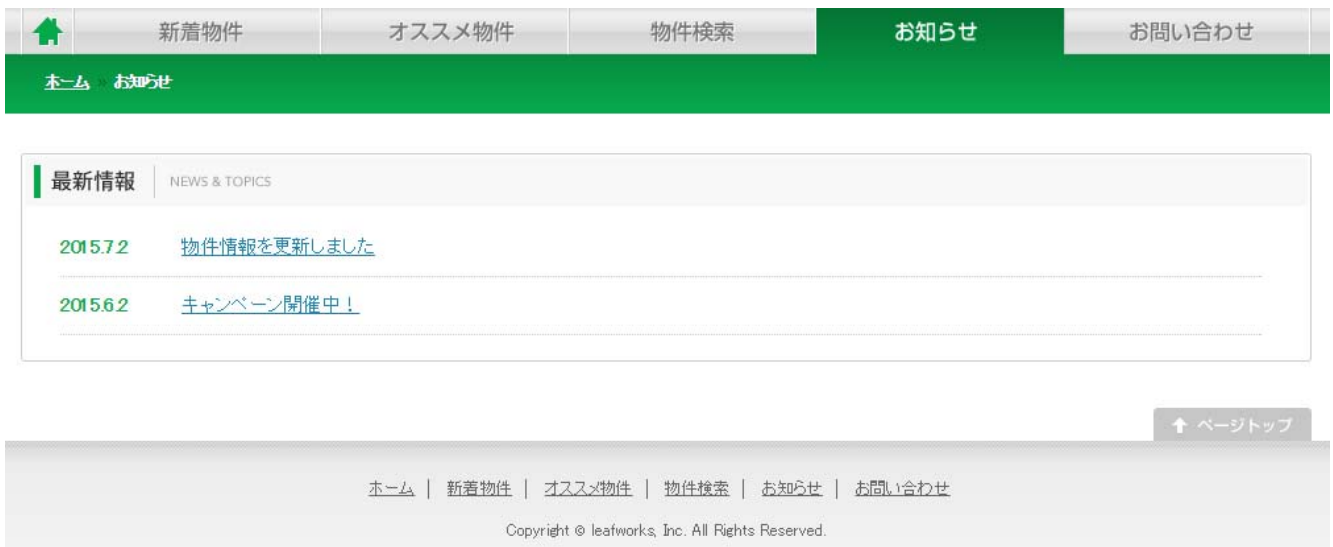 新着物件 オススメ物件 物件検索 お知らせ お問い合わせ
ホーム » お知らせ
最新情報 NEWS & TOPICS
2015.7.2 物件情報を更新しました
2015.6.2 キャンペーン開催中！
ページトップ
ホーム | 新着物件 | オススメ物件 | 物件検索 | お知らせ | お問い合わせ
Copyright © leafworks, Inc. All Rights Reserved.